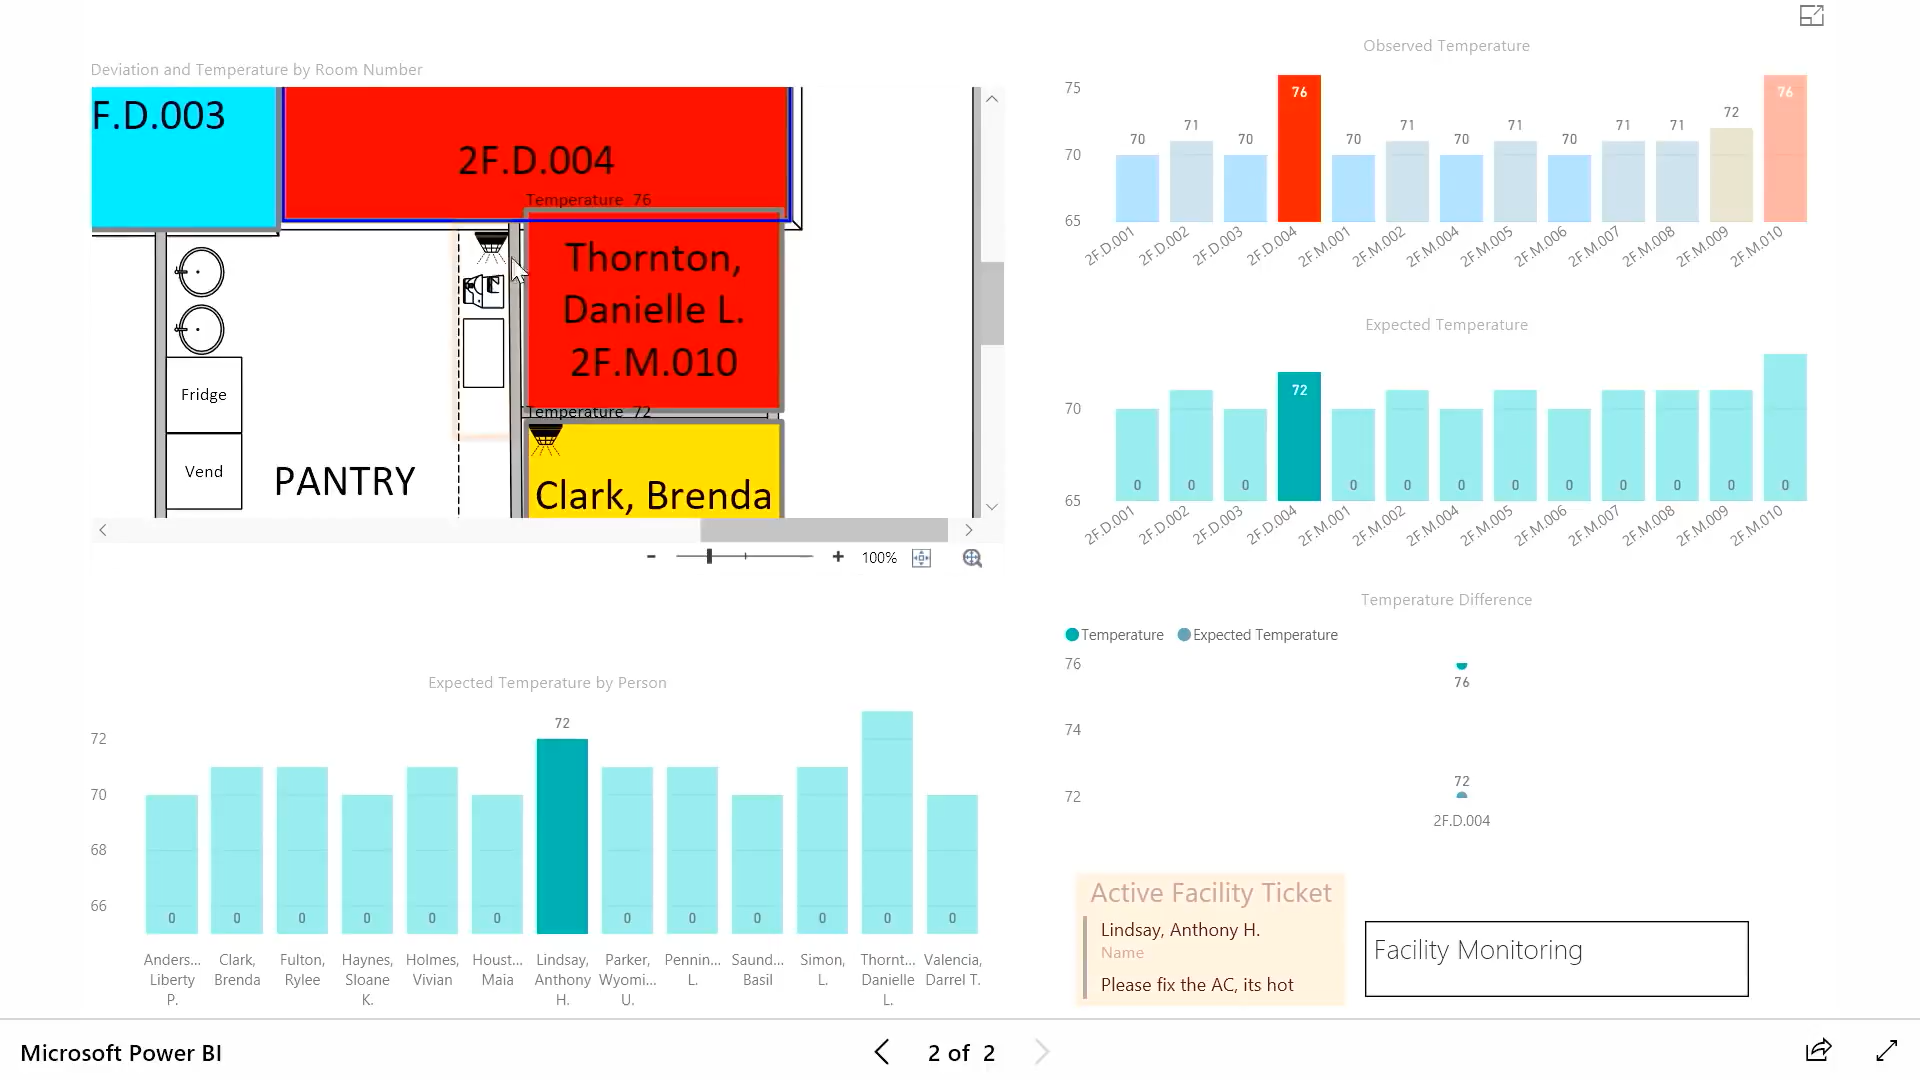 Deviation and Temperature by Room Number
F.D.003
2F.D.004
Temperature 76
Thornton,
Danielle L.
2F.M.010
Temperature 72
Clark, Brenda
Fridge
Vend
PANTRY
- + 100%
Observed Temperature
75
70
65
70 71 70 76 70 71 70 71 70 71 71 72 76
2F.D.001 2F.D.002 2F.D.003 2F.D.004 2F.M.001 2F.M.002 2F.M.004 2F.M.005 2F.M.006 2F.M.007 2F.M.008 2F.M.009 2F.M.010
Expected Temperature
70
65
0 0 0 72 0 0 0 0 0 0 0 0 0
2F.D.001 2F.D.002 2F.D.003 2F.D.004 2F.M.001 2F.M.002 2F.M.004 2F.M.005 2F.M.006 2F.M.007 2F.M.008 2F.M.009 2F.M.010
Temperature Difference
Temperature Expected Temperature
76
74
72
76
72
2F.D.004
Expected Temperature by Person
72
70
68
66
72
0 0 0 0 0 0 0 0 0 0 0 0
Anders... Clark, Fulton, Haynes, Holmes, Houst... Lindsay, Parker, Pennin... Saund... Simon, Thornt... Valencia,
Liberty Brenda Rylee Sloane Vivian Maia Anthony Wyomi... L. Basil L. Danielle Darrel T.
P. K. H. U. L.
Active Facility Ticket
Lindsay, Anthony H.
Name
Please fix the AC, its hot
Facility Monitoring
Microsoft Power BI
2 of 2